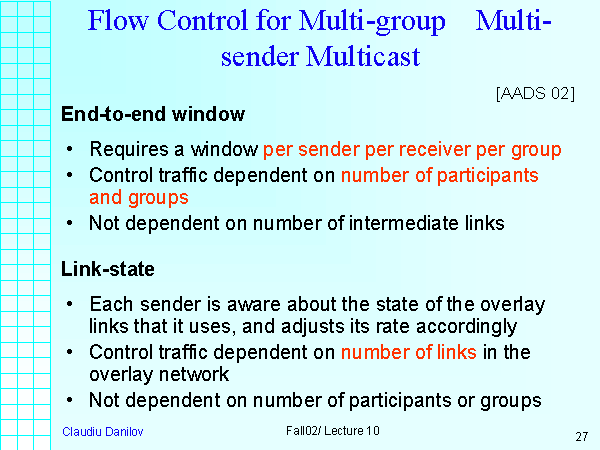 Flow Control for Multi-group Multi-
sender Multicast
[AADS 02]
End-to-end window
• Requires a window per sender per receiver per group
• Control traffic dependent on number of participants
and groups
• Not dependent on number of intermediate links
Link-state
• Each sender is aware about the state of the overlay
links that it uses, and adjusts its rate accordingly
• Control traffic dependent on number of links in the
overlay network
• Not dependent on number of participants or groups
Claudiu Danilov Fall02/ Lecture 10 27